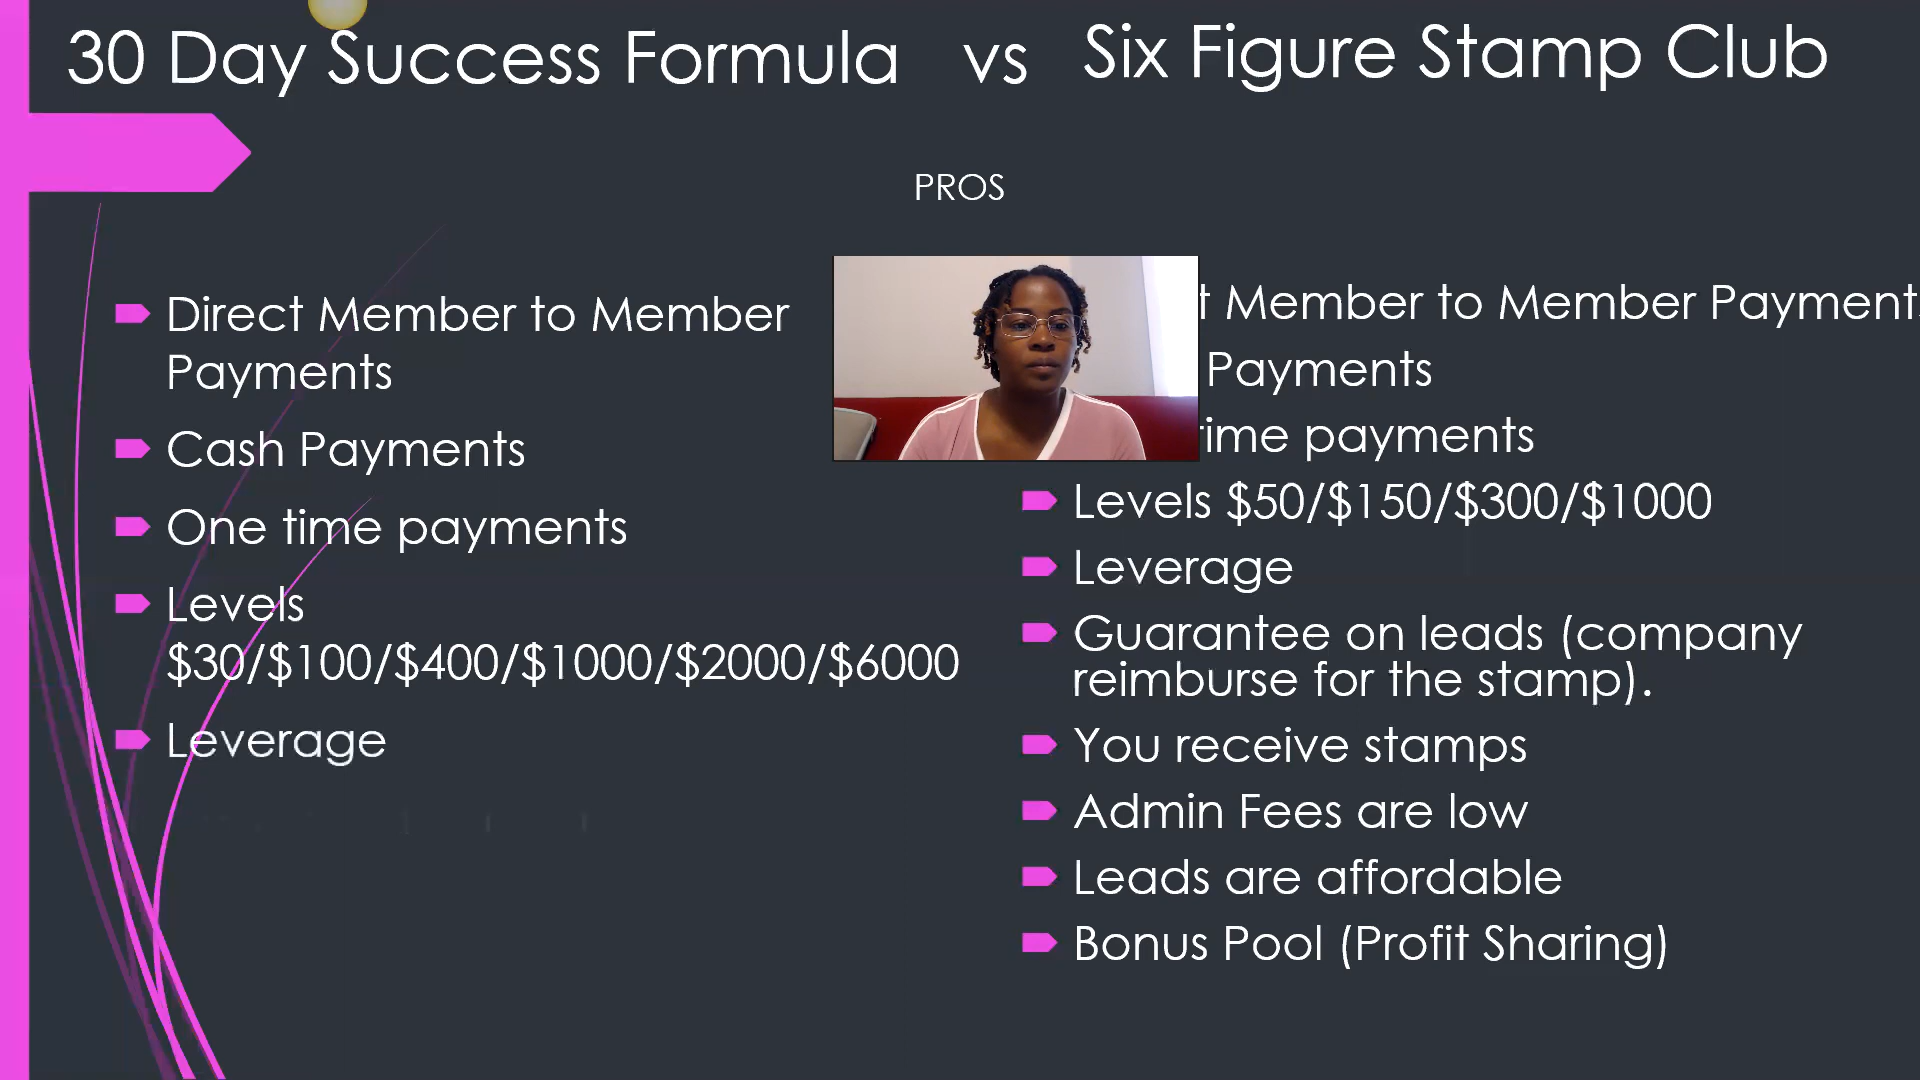 30 Day Success Formula vs Six Figure Stamp Club
PROS
Direct Member to Member
Payments
Cash Payments
One time payments
Levels
$30/$100/$400/$1000/$2000/$6000
Leverage
Member to Member Payment
Payments
payments
Levels $50/$150/$300/$1000
Leverage
Guarantee on leads (company
reimburse for the stamp).
You receive stamps
Admin Fees are low
Leads are affordable
Bonus Pool (Profit Sharing)